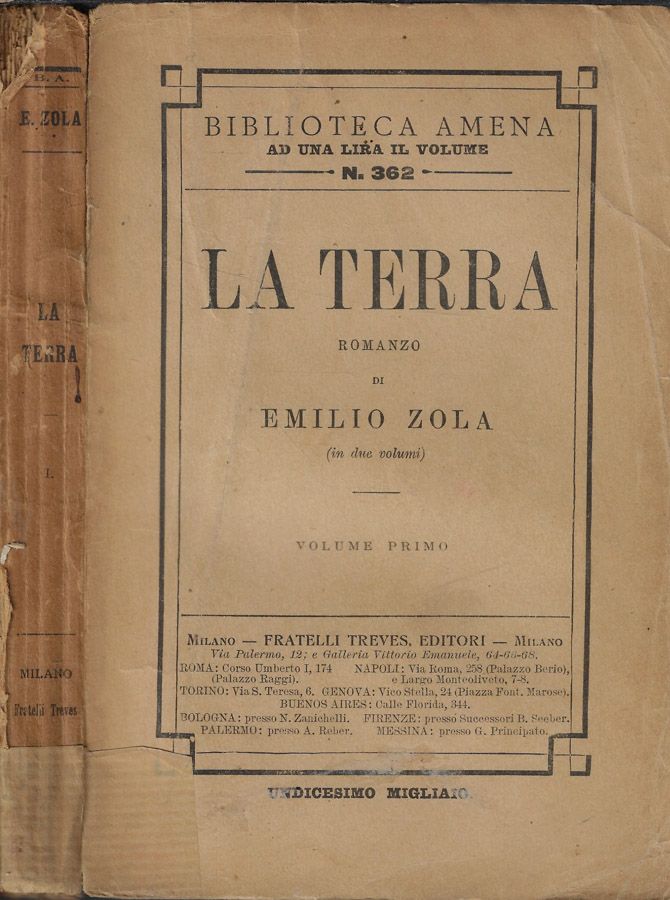 B. A.
E. ZOLA
LA
TERRA
I.
MILANO
Fratelli Treves
BIBLIOTECA AMENA
AD UNA LIRA IL VOLUME
N. 362
LA TERRA
ROMANZO
DI
EMILIO ZOLA
(in due volumi)
VOLUME PRIMO
MILANO — FRATELLI TREVES, EDITORI — MILANO
Via Palermo, 12; e Galleria Vittorio Emanuele, 64-66-68.
ROMA: Corso Umberto I, 174 NAPOLI: Via Roma, 258 (Palazzo Berio),
(Palazzo Raggi). e Largo Monteoliveto, 7-8.
TORINO: Via S. Teresa, 6. GENOVA: Vico Stella, 24 (Piazza Font. Marose).
BUENOS AIRES: Calle Florida, 344.
BOLOGNA: presso N. Zanichelli. FIRENZE: presso Successori B. Seeber.
PALERMO: presso A. Reber. MESSINA: presso G. Principato.
UNDICESIMO MIGLIAIO.